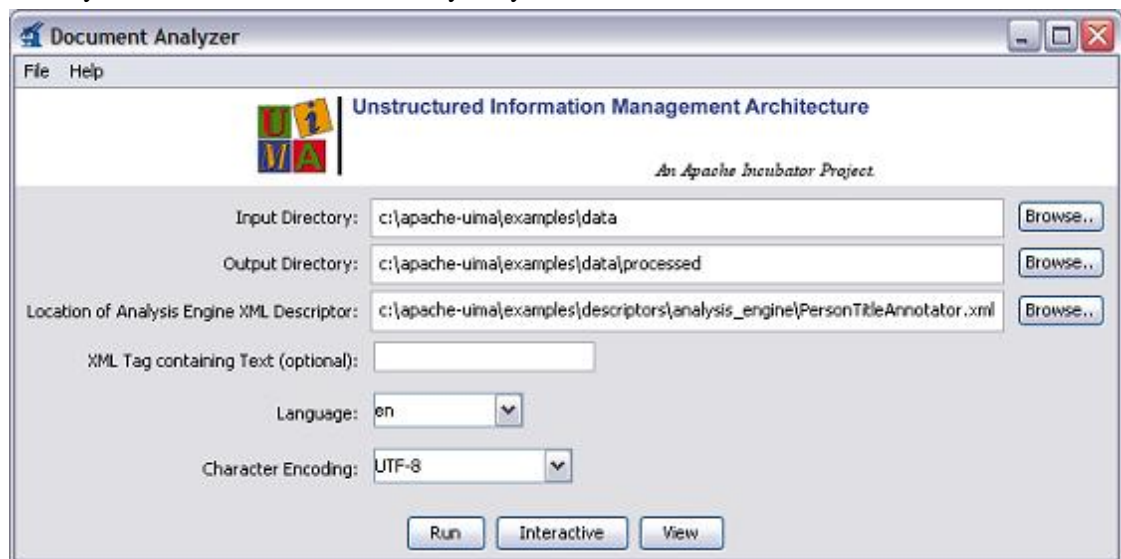 Document Analyzer
File Help
UiMA
Unstructured Information Management Architecture
An Apache Incubator Project.
Input Directory: c:\apache-uima\examples\data Browse..
Output Directory: c:\apache-uima\examples\data\processed Browse..
Location of Analysis Engine XML Descriptor: c:\apache-uima\examples\descriptors\analysis_engine\PersonTitleAnnotator.xml Browse..
XML Tag containing Text (optional):
Language: en
Character Encoding: UTF-8
Run Interactive View